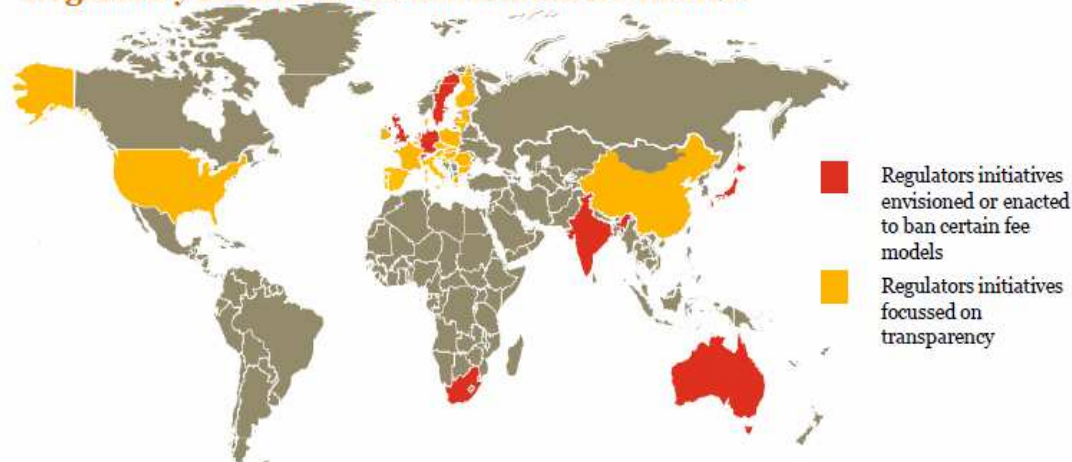 Regulators initiatives
envisioned or enacted
to ban certain fee
models
Regulators initiatives
focussed on
transparency